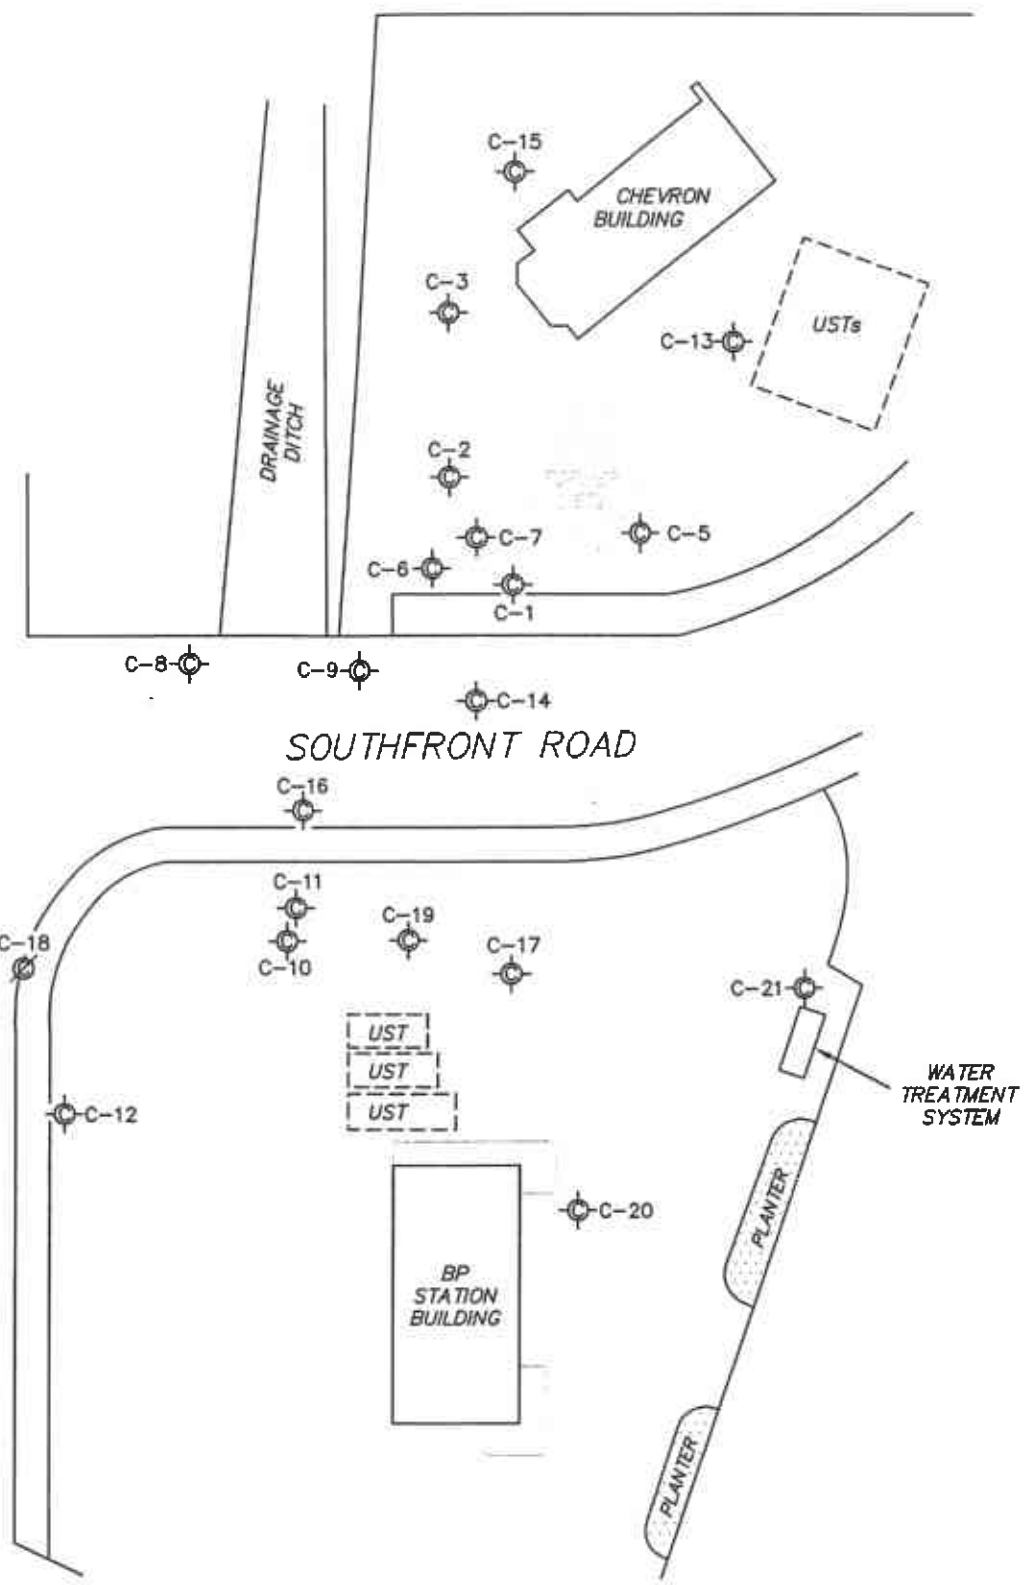 C-15
CHEVRON
BUILDING
C-3
USTs
C-13
DRAINAGE
DITCH
C-2
C-7
C-5
C-6
C-1
C-8
C-9
C-14
SOUTHFRONT ROAD
C-16
C-11
C-19
C-18
C-17
C-10
C-21
UST
UST
UST
WATER
TREATMENT
SYSTEM
C-12
PLANTER
C-20
BP
STATION
BUILDING
PLANTER